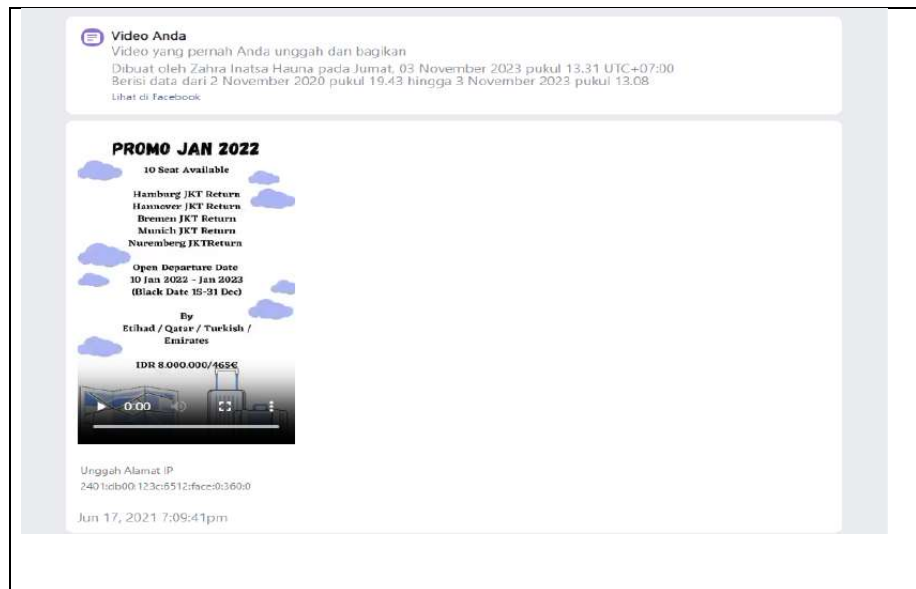 Video Anda
Video yang pernah Anda unggah dan bagikan
Dibuat oleh Zahra Inatsa Hauna pada Jumat, 03 November 2023 pukul 13.31 UTC+07:00
Berisi data dari 2 November 2020 pukul 19.43 hingga 3 November 2023 pukul 13.08
Lihat di Facebook
PROMO JAN 2022
10 Seat Available
Hamburg JKT Return
Hannover JKT Return
Bremen JKT Return
Munich JKT Return
Nuremberg JKTReturn
Open Departure Date
10 Jan 2022 - Jan 2023
(Black Date 15-31 Dec)
By
Etihad / Qatar / Turkish /
Emirates
IDR 8.000.000/465€
0:00
Unggah Alamat IP
2401:db00:123c:6512:face:0:360:0
Jun 17, 2021 7:09:41pm